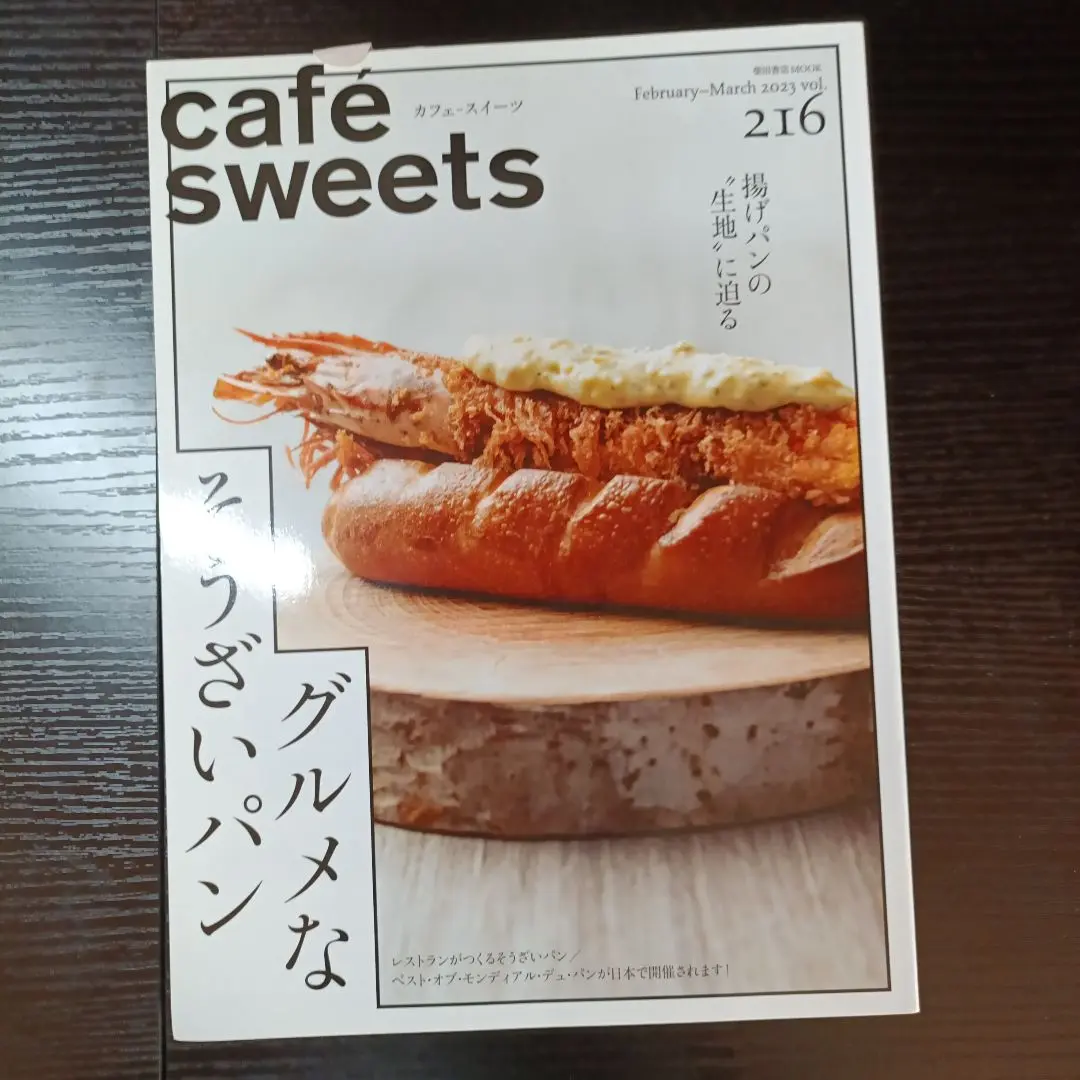 café
sweets
カフェ-スイーツ
柴田書店MOOK
February–March 2023 vol.
216
揚げパンの
“生地”に迫る
グルメな
そうざいパン
レストランがつくるそうざいパン／
ベスト・オブ・モンディアル・デュ・パンが日本で開催されます！